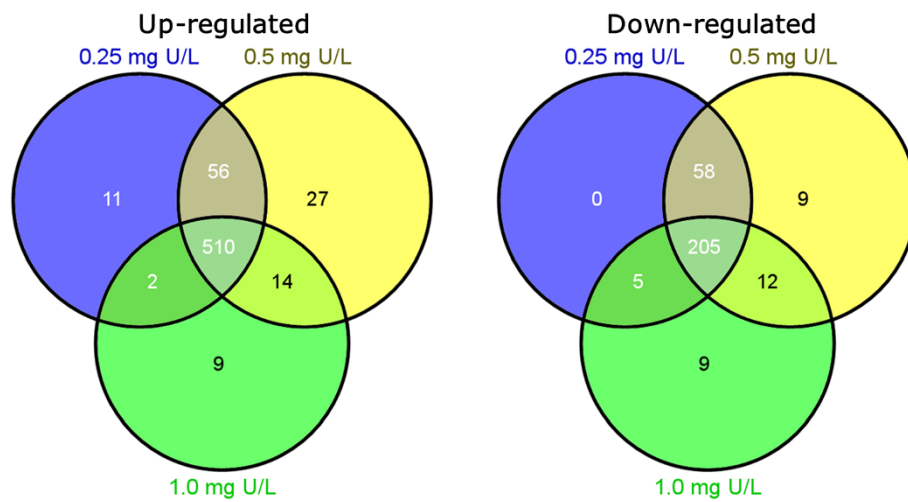 Up-regulated
0.25 mg U/L 0.5 mg U/L
56
11 27
510
2 14
9
1.0 mg U/L
Down-regulated
0.25 mg U/L 0.5 mg U/L
58
0 9
205
5 12
9
1.0 mg U/L